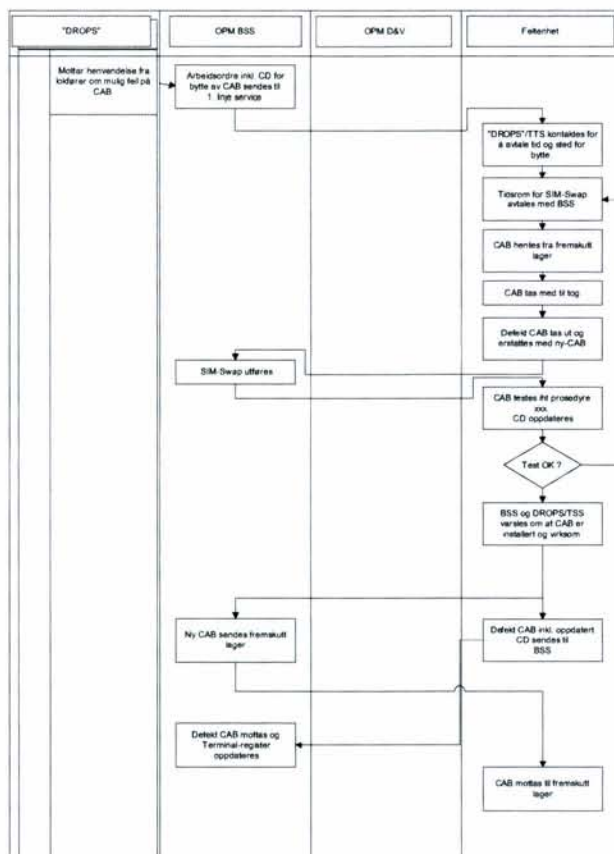 "DROPS"
OPM BSS
OPM D&V
Feltenhet
Mottar henvendelse fra
lokfører om mulig feil på
CAB
Arbeidsordre inkl. CD for
bytte av CAB sendes til
1. linje service
"DROPS"/TTS kontaktes for
å avtale tid og sted for
bytte
Tidsrom for SIM-Swap
avtales med BSS
CAB hentes fra fremskutt
lager
CAB tas med til tog
Defekt CAB tas ut og
erstattes med ny-CAB
SIM-Swap utføres
CAB testes iht prosedyre
xxx.
CD oppdateres
Test OK ?
BSS og DROPS/TSS
varsles om at CAB er
installert og virksom
Ny CAB sendes fremskutt
lager
Defekt CAB inkl. oppdatert
CD sendes til
BSS
Defekt CAB mottas og
Terminal-register
oppdateres
CAB mottas til fremskutt
lager